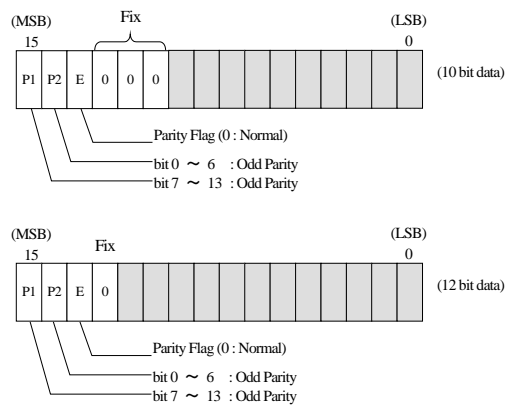 (MSB) Fix (LSB)
15 0
P1 P2 E 0 0 0 (10 bit data)
Parity Flag (0 : Normal)
bit 0 ～ 6 : Odd Parity
bit 7 ～ 13 : Odd Parity
(MSB) Fix (LSB)
15 0
P1 P2 E 0 (12 bit data)
Parity Flag (0 : Normal)
bit 0 ～ 6 : Odd Parity
bit 7 ～ 13 : Odd Parity